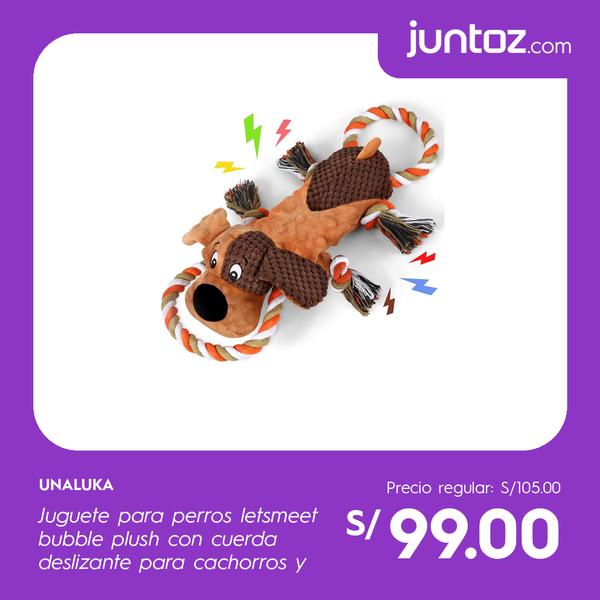 juntoz.com
UNALUKA
Juguete para perros letsmeet
bubble plush con cuerda
deslizante para cachorros y
Precio regular: S/105.00
S/99.00